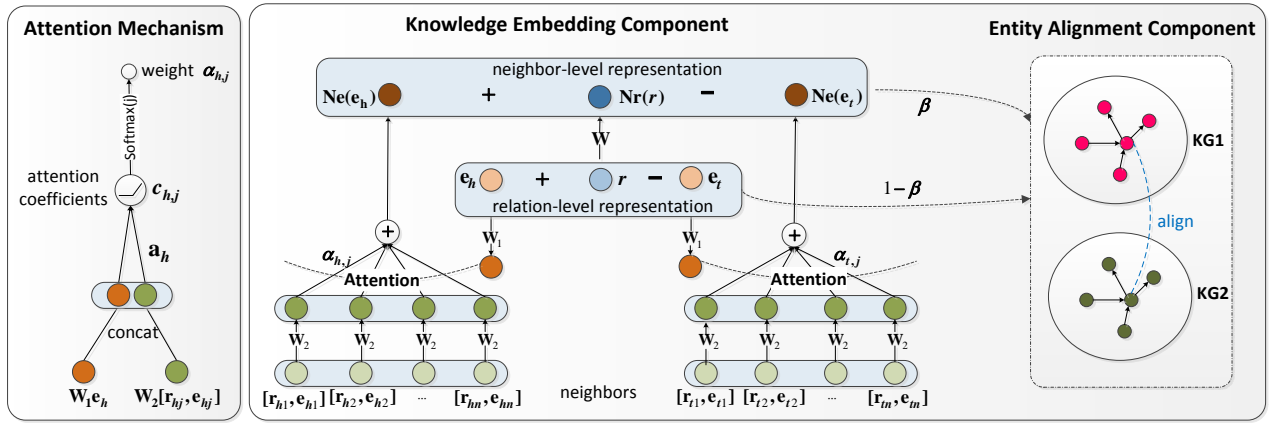 Attention Mechanism
weight α_{h,j}
Softmax(j)
attention
coefficients
c_{h,j}
a_h
concat
W_1e_h
W_2[r_{hj}, e_{hj}]
Knowledge Embedding Component
neighbor-level representation
Ne(e_h) + Nr(r) − Ne(e_t)
W
e_h + r − e_t
relation-level representation
W_1 W_1
+ +
α_{h,j} α_{t,j}
Attention Attention
W_2 W_2 W_2 W_2 W_2 W_2 W_2 W_2
neighbors
[r_{h1}, e_{h1}] [r_{h2}, e_{h2}] ... [r_{hn}, e_{hn}] [r_{t1}, e_{t1}] [r_{t2}, e_{t2}] ... [r_{tn}, e_{tn}]
β
1−β
Entity Alignment Component
KG1
align
KG2